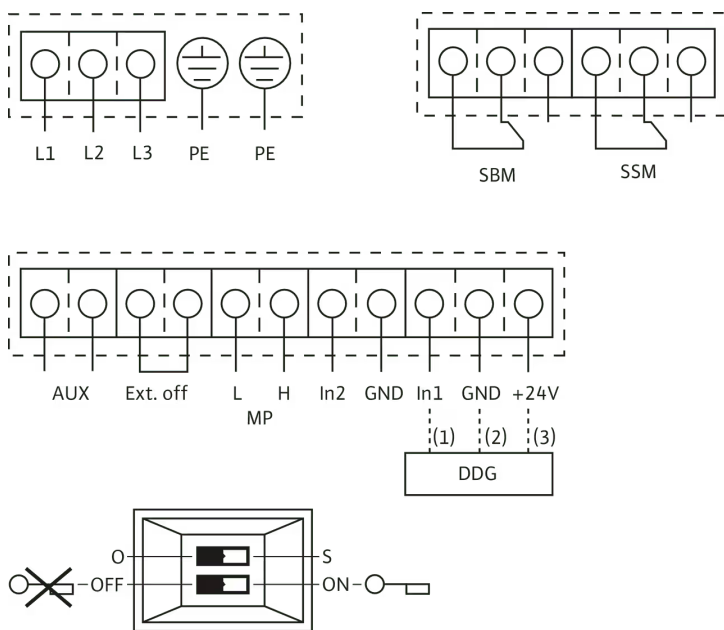 L1 L2 L3 PE PE
SBM SSM
AUX Ext. off L H In2 GND In1 GND +24V
MP
(1) (2) (3)
DDG
O S
OFF ON